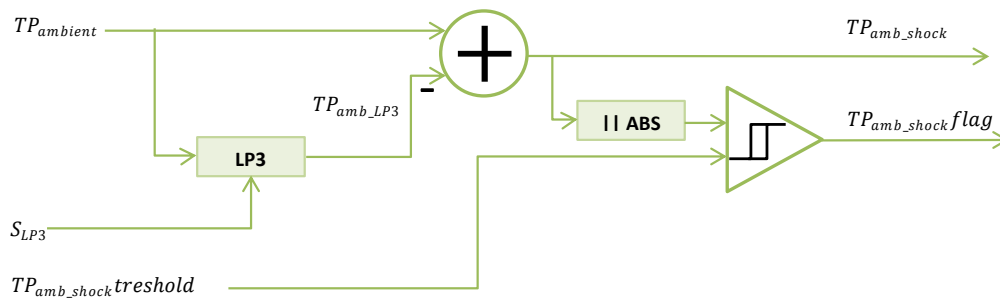 TP_ambient
TP_amb_shock
-
TP_amb_LP3
|| ABS
TP_amb_shock flag
LP3
S_LP3
TP_amb_shock treshold